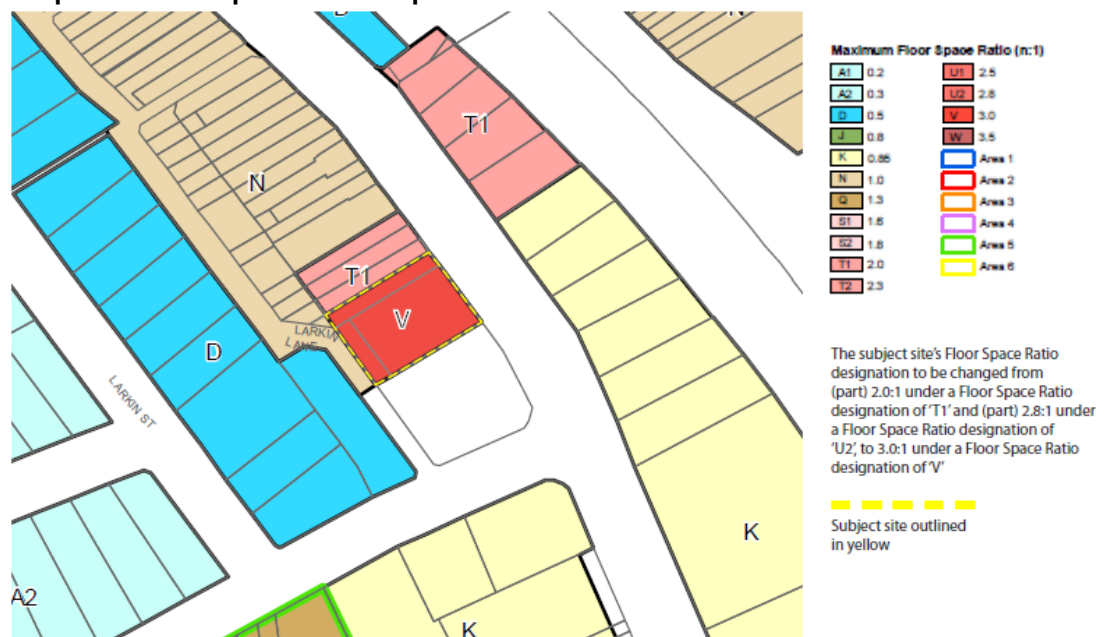 D
N
N
T1
T1
V
LARKIN
LANE
D
LARKIN ST
A2
K
K
Maximum Floor Space Ratio (n:1)
A1 0.2
A2 0.3
D 0.5
J 0.8
K 0.85
N 1.0
Q 1.3
S1 1.6
S2 1.8
T1 2.0
T2 2.3
U1 2.5
U2 2.8
V 3.0
W 3.5
Area 1
Area 2
Area 3
Area 4
Area 5
Area 6
The subject site's Floor Space Ratio
designation to be changed from
(part) 2.0:1 under a Floor Space Ratio
designation of 'T1' and (part) 2.8:1 under
a Floor Space Ratio designation of
'U2', to 3.0:1 under a Floor Space Ratio
designation of 'V'
Subject site outlined
in yellow